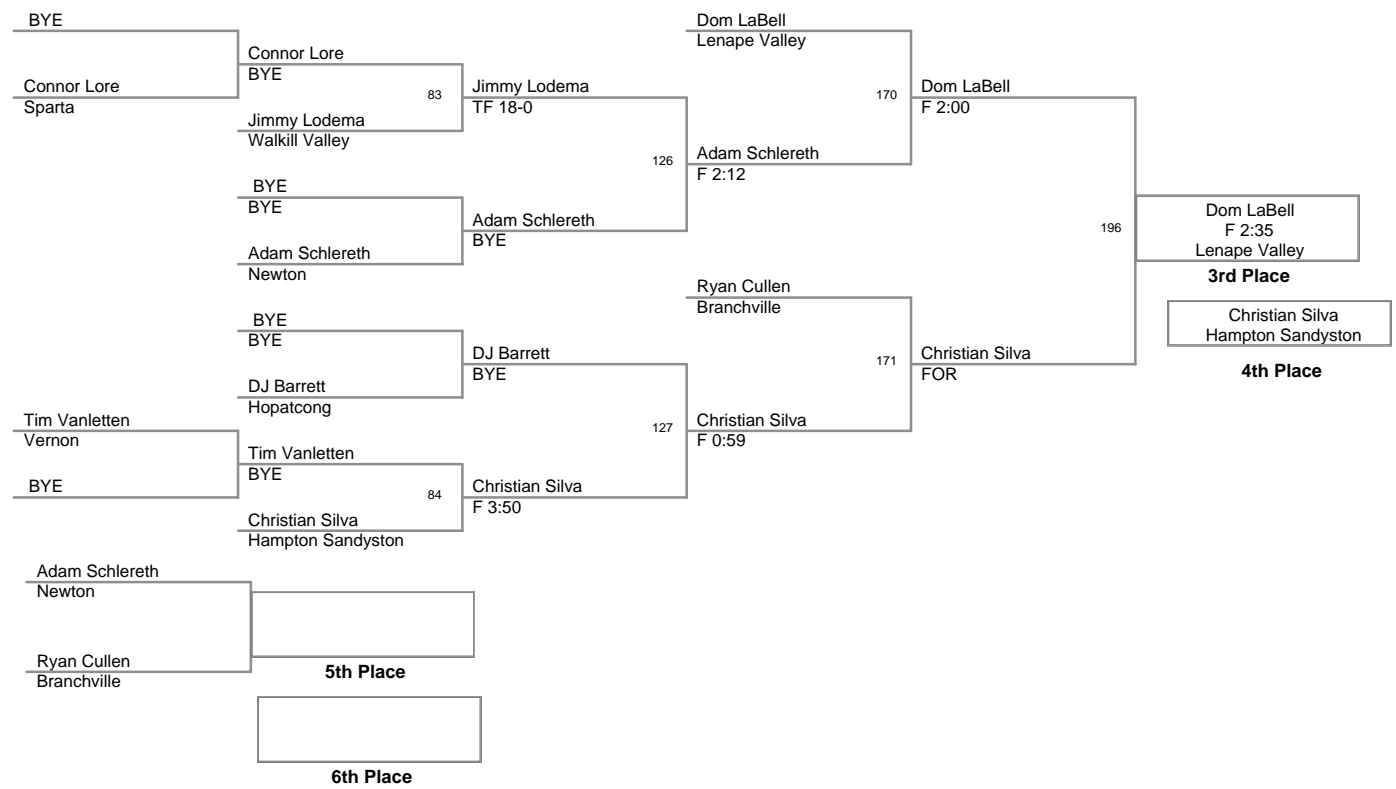 BYE
Connor Lore
Sparta
Connor Lore
BYE
83
Jimmy Lodema
Walkill Valley
Jimmy Lodema
TF 18-0
BYE
BYE
Adam Schlereth
Newton
Adam Schlereth
BYE
126
Adam Schlereth
F 2:12
Dom LaBell
Lenape Valley
170
Dom LaBell
F 2:00
BYE
BYE
DJ Barrett
Hopatcong
DJ Barrett
BYE
Tim Vanletten
Vernon
BYE
Tim Vanletten
BYE
84
Christian Silva
Hampton Sandyston
Christian Silva
F 3:50
127
Christian Silva
F 0:59
Ryan Cullen
Branchville
171
Christian Silva
FOR
196
Dom LaBell
F 2:35
Lenape Valley
3rd Place
Christian Silva
Hampton Sandyston
4th Place
Adam Schlereth
Newton
Ryan Cullen
Branchville
5th Place
6th Place